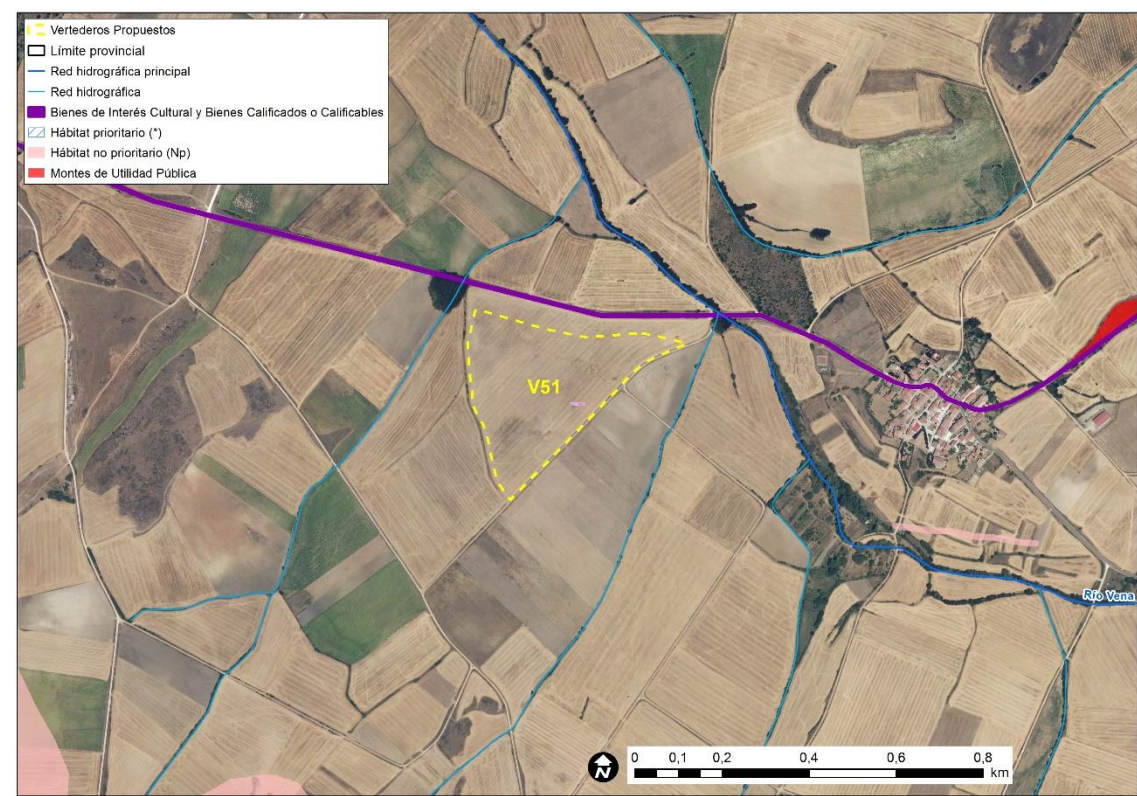 Vertederos Propuestos
Límite provincial
Red hidrográfica principal
Red hidrográfica
Bienes de Interés Cultural y Bienes Calificados o Calificables
Hábitat prioritario (*)
Hábitat no prioritario (Np)
Montes de Utilidad Pública
V51
Río Vena
N
0 0,1 0,2 0,4 0,6 0,8
km